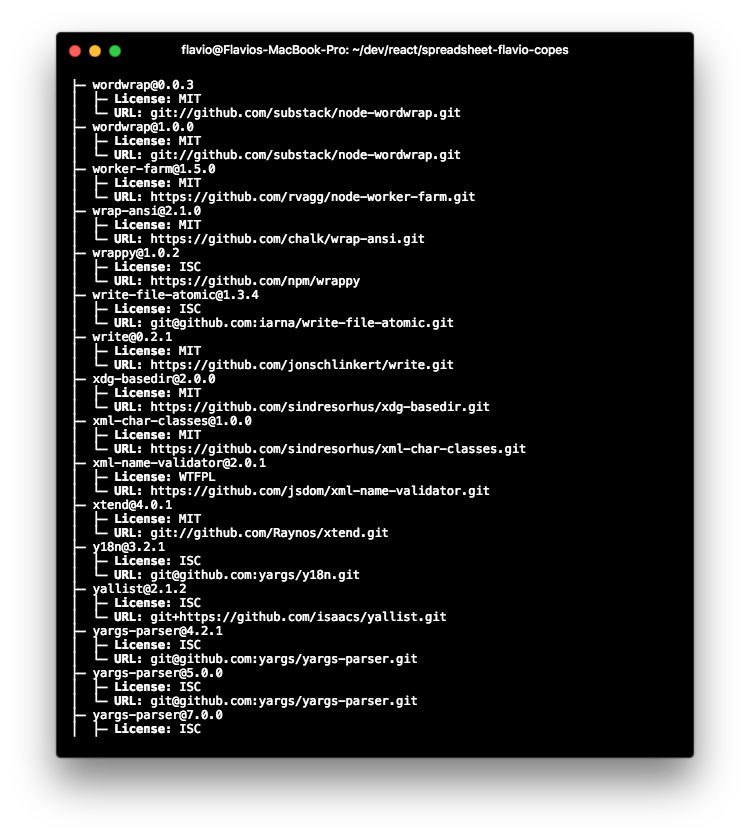 flavio@Flavios-MacBook-Pro: ~/dev/react/spreadsheet-flavio-copes
├─ wordwrap@0.0.3
│  ├─ License: MIT
│  └─ URL: git://github.com/substack/node-wordwrap.git
├─ wordwrap@1.0.0
│  ├─ License: MIT
│  └─ URL: git://github.com/substack/node-wordwrap.git
├─ worker-farm@1.5.0
│  ├─ License: MIT
│  └─ URL: https://github.com/rvagg/node-worker-farm.git
├─ wrap-ansi@2.1.0
│  ├─ License: MIT
│  └─ URL: https://github.com/chalk/wrap-ansi.git
├─ wrappy@1.0.2
│  ├─ License: ISC
│  └─ URL: https://github.com/npm/wrappy
├─ write-file-atomic@1.3.4
│  ├─ License: ISC
│  └─ URL: git@github.com:iarna/write-file-atomic.git
├─ write@0.2.1
│  ├─ License: MIT
│  └─ URL: https://github.com/jonschlinkert/write.git
├─ xdg-basedir@2.0.0
│  ├─ License: MIT
│  └─ URL: https://github.com/sindresorhus/xdg-basedir.git
├─ xml-char-classes@1.0.0
│  ├─ License: MIT
│  └─ URL: https://github.com/sindresorhus/xml-char-classes.git
├─ xml-name-validator@2.0.1
│  ├─ License: WTFPL
│  └─ URL: https://github.com/jsdom/xml-name-validator.git
├─ xtend@4.0.1
│  ├─ License: MIT
│  └─ URL: git://github.com/Raynos/xtend.git
├─ y18n@3.2.1
│  ├─ License: ISC
│  └─ URL: git@github.com:yargs/y18n.git
├─ yallist@2.1.2
│  ├─ License: ISC
│  └─ URL: git+https://github.com/isaacs/yallist.git
├─ yargs-parser@4.2.1
│  ├─ License: ISC
│  └─ URL: git@github.com:yargs/yargs-parser.git
├─ yargs-parser@5.0.0
│  ├─ License: ISC
│  └─ URL: git@github.com:yargs/yargs-parser.git
├─ yargs-parser@7.0.0
│  ├─ License: ISC